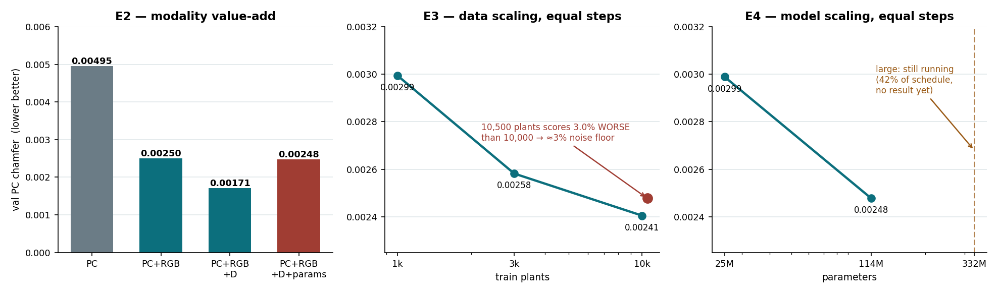 E2 — modality value-add
val PC chamfer  (lower better)
0.006
0.005
0.004
0.003
0.002
0.001
0.000
0.00495
0.00250
0.00171
0.00248
PC
PC+RGB
PC+RGB
+D
PC+RGB
+D+params
E3 — data scaling, equal steps
0.0032
0.0030
0.0028
0.0026
0.0024
0.00299
10,500 plants scores 3.0% WORSE
than 10,000 → ≈3% noise floor
0.00258
0.00241
1k
3k
10k
train plants
E4 — model scaling, equal steps
0.0032
0.0030
0.0028
0.0026
0.0024
0.00299
large: still running
(42% of schedule,
no result yet)
0.00248
25M
114M
332M
parameters